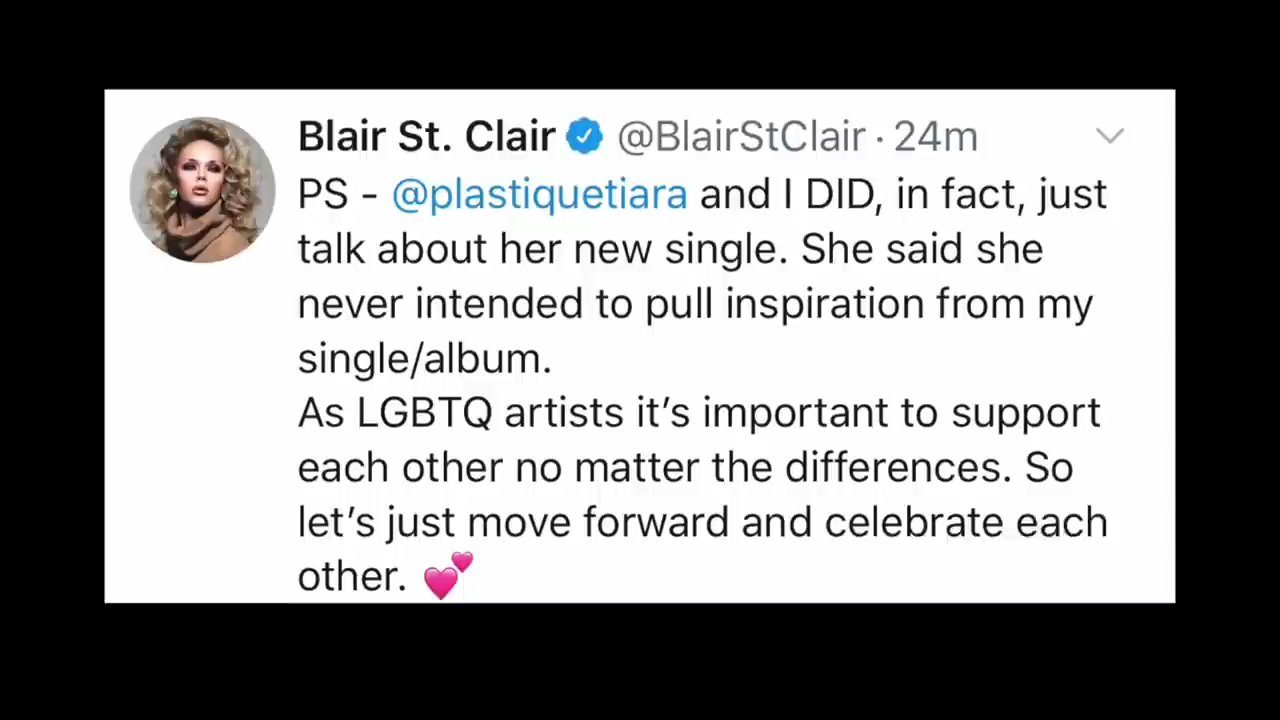 Blair St. Clair @BlairStClair · 24m
PS - @plastiquetiara and I DID, in fact, just
talk about her new single. She said she
never intended to pull inspiration from my
single/album.
As LGBTQ artists it’s important to support
each other no matter the differences. So
let’s just move forward and celebrate each
other. 💕